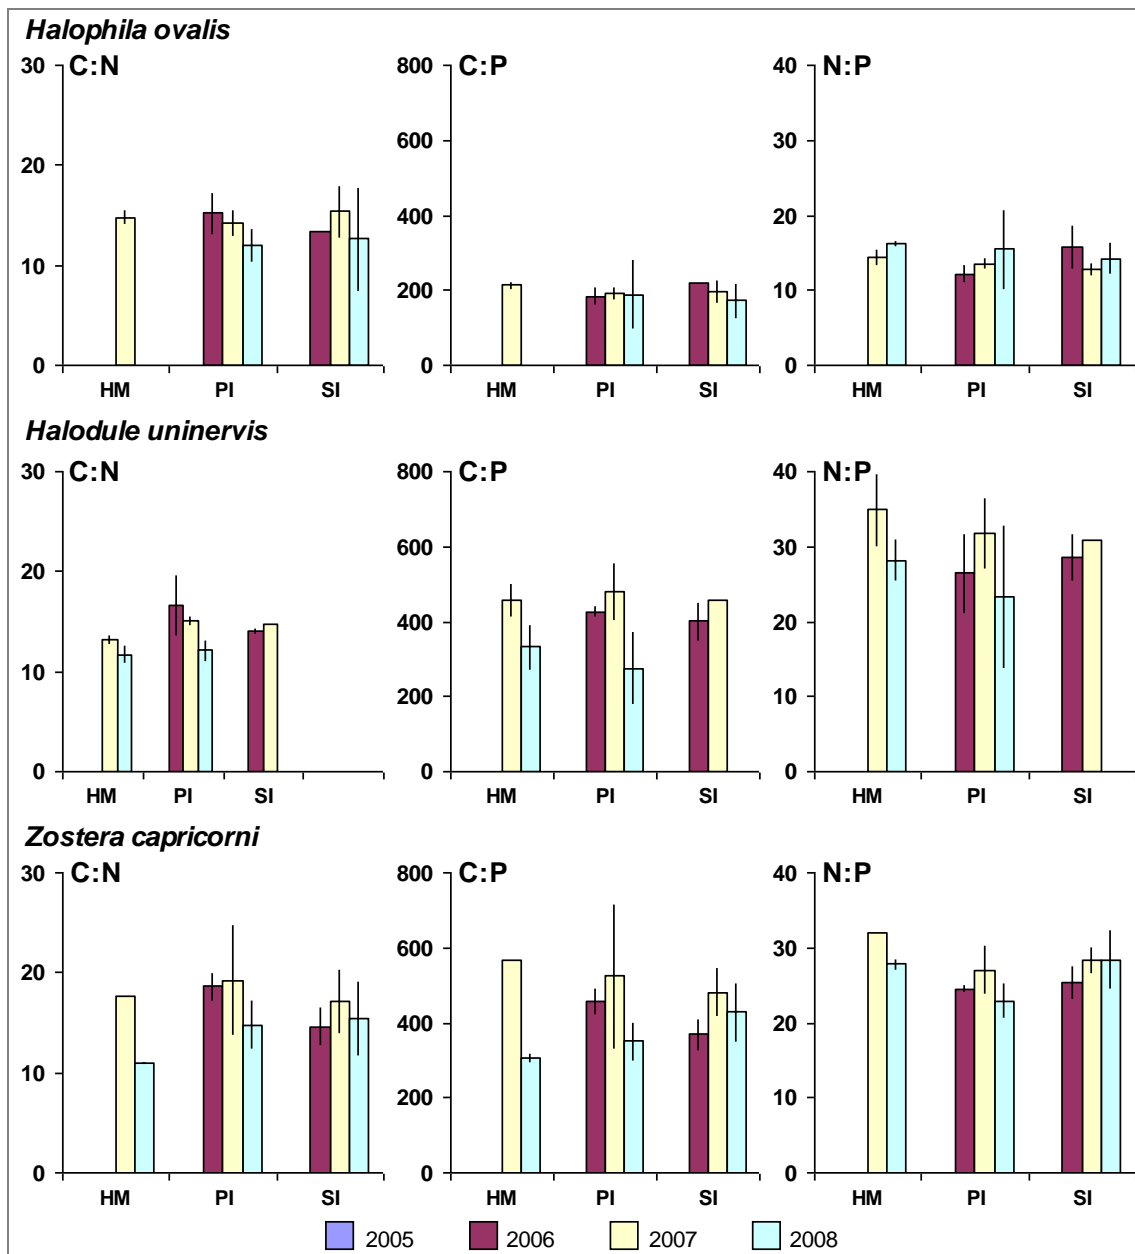 Halophila ovalis
C:N C:P N:P
30 800 40
600 30
20
400 20
10
200 10
0 0 0
HM PI SI HM PI SI HM PI SI
Halodule uninervis
C:N C:P N:P
30 800 40
600 30
20
400 20
10
200 10
0 0 0
HM PI SI HM PI SI HM PI SI
Zostera capricorni
C:N C:P N:P
30 800 40
600 30
20
400 20
10
200 10
0 0 0
HM PI SI HM PI SI HM PI SI
2005 2006 2007 2008